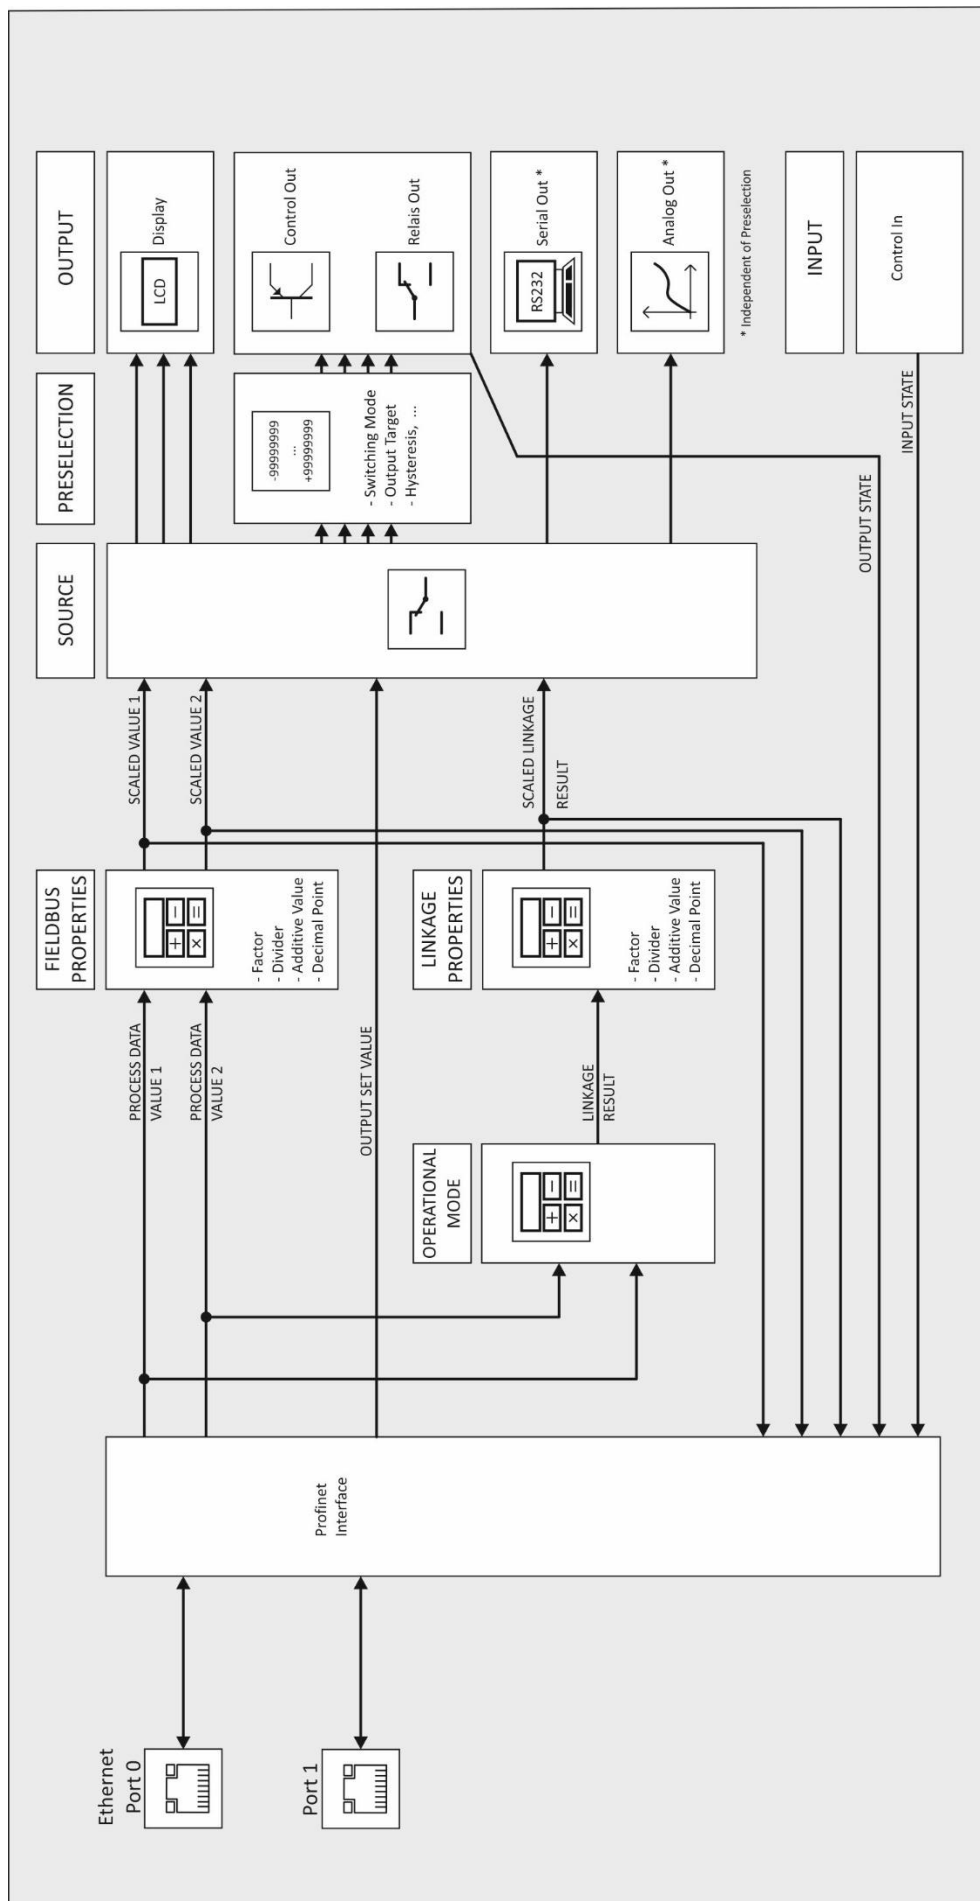 Ethernet
Port 0
Port 1
Profinet
Interface
PROCESS DATA
VALUE 1
PROCESS DATA
VALUE 2
OUTPUT SET VALUE
OPERATIONAL
MODE
+ −
× =
LINKAGE
RESULT
FIELDBUS
PROPERTIES
+ −
× =
- Factor
- Divider
- Additive Value
- Decimal Point
LINKAGE
PROPERTIES
+ −
× =
- Factor
- Divider
- Additive Value
- Decimal Point
SCALED VALUE 1
SCALED VALUE 2
SCALED LINKAGE
RESULT
SOURCE
PRESELECTION
-99999999
...
+99999999
- Switching Mode
- Output Target
- Hysteresis, ...
OUTPUT
LCD
Display
Control Out
Relais Out
RS232
Serial Out *
Analog Out *
* Independent of Preselection
INPUT
Control In
OUTPUT STATE
INPUT STATE